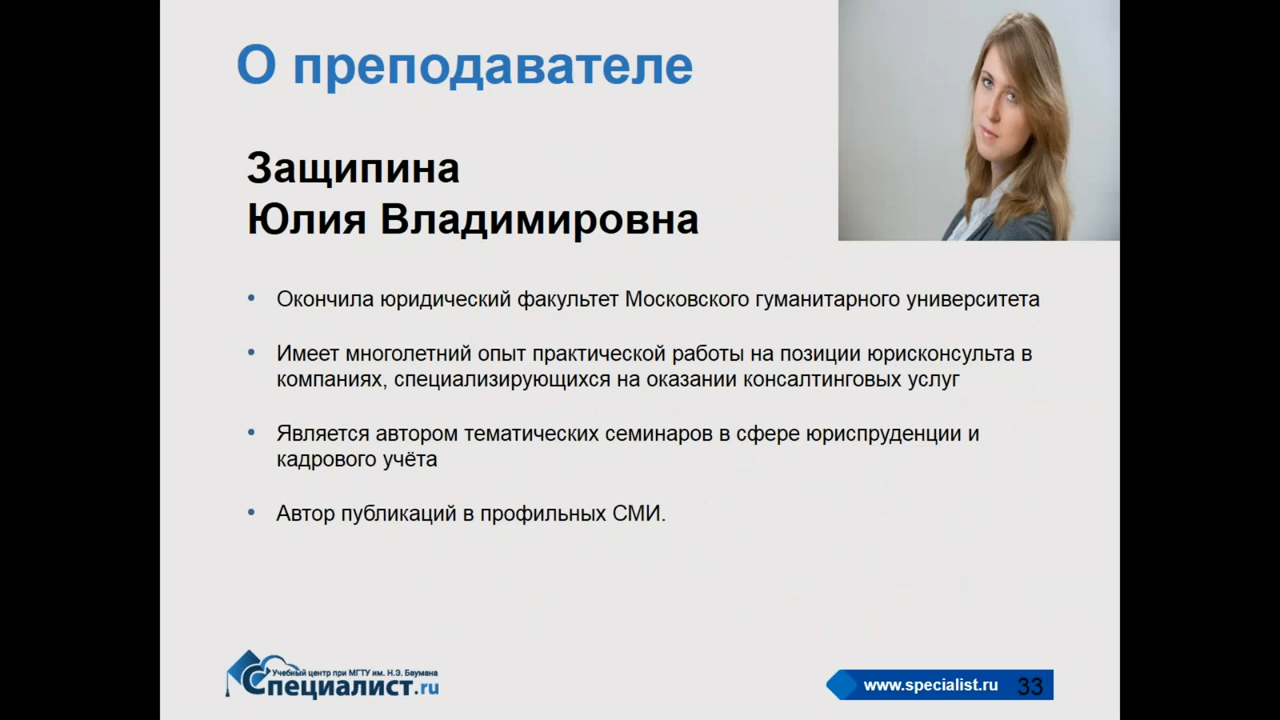 О преподавателе
Защипина
Юлия Владимировна
• Окончила юридический факультет Московского гуманитарного университета
• Имеет многолетний опыт практической работы на позиции юрисконсульта в
компаниях, специализирующихся на оказании консалтинговых услуг
• Является автором тематических семинаров в сфере юриспруденции и
кадрового учёта
• Автор публикаций в профильных СМИ.
Учебный центр при МГТУ им. Н.Э. Баумана
Специалист.ru
www.specialist.ru 33